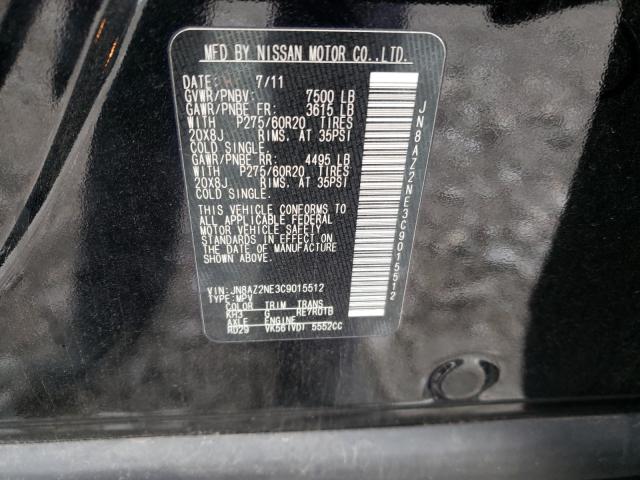 MFD BY NISSAN MOTOR CO.,LTD.
DATE: 7/11
GVWR/PNBV: 7500 LB
GAWR/PNBE FR: 3615 LB
WITH P275/60R20 TIRES
20X8J RIMS. AT 35PSI
COLD SINGLE.
GAWR/PNBE RR: 4495 LB
WITH P275/60R20 TIRES
20X8J RIMS. AT 35PSI
COLD SINGLE.
THIS VEHICLE CONFORMS TO
ALL APPLICABLE FEDERAL
MOTOR VEHICLE SAFETY
STANDARDS IN EFFECT ON
THE DATE OF MANUFACTURE
SHOWN ABOVE.
VIN: JN8AZ2NE3C9015512
TYPE: MPV
COLOR TRIM TRANS
KH3 G RE7R01B
AXLE ENGINE
RD29 VK56(VD) 5552CC
JN8AZ2NE3C9015512